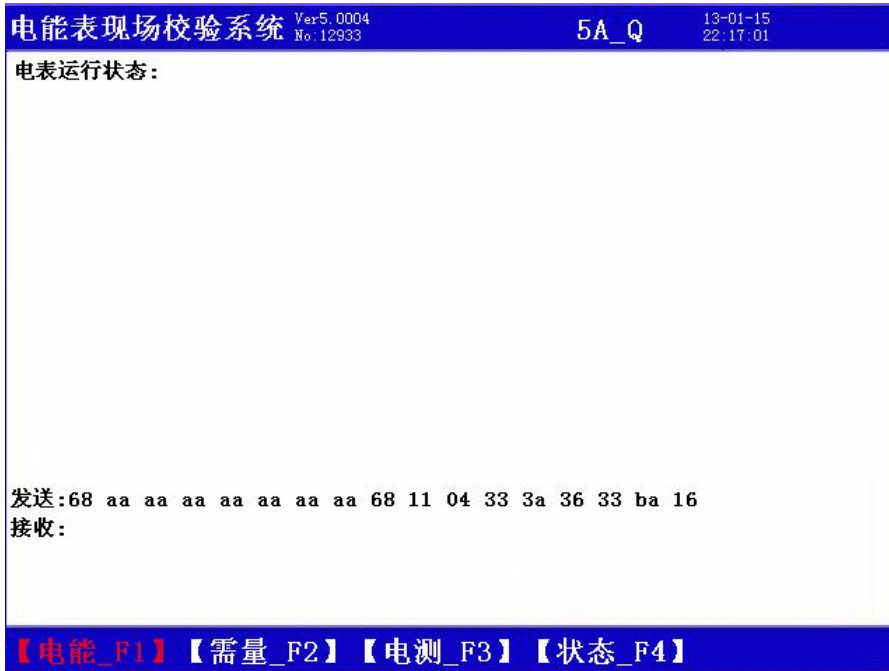 电能表现场校验系统 Ver5.0004 5A_Q 13-01-15
No:12933 22:17:01
电表运行状态:
发送:68 aa aa aa aa aa aa aa 68 11 04 33 3a 36 33 ba 16
接收:
【电能_F1】【需量_F2】【电测_F3】【状态_F4】